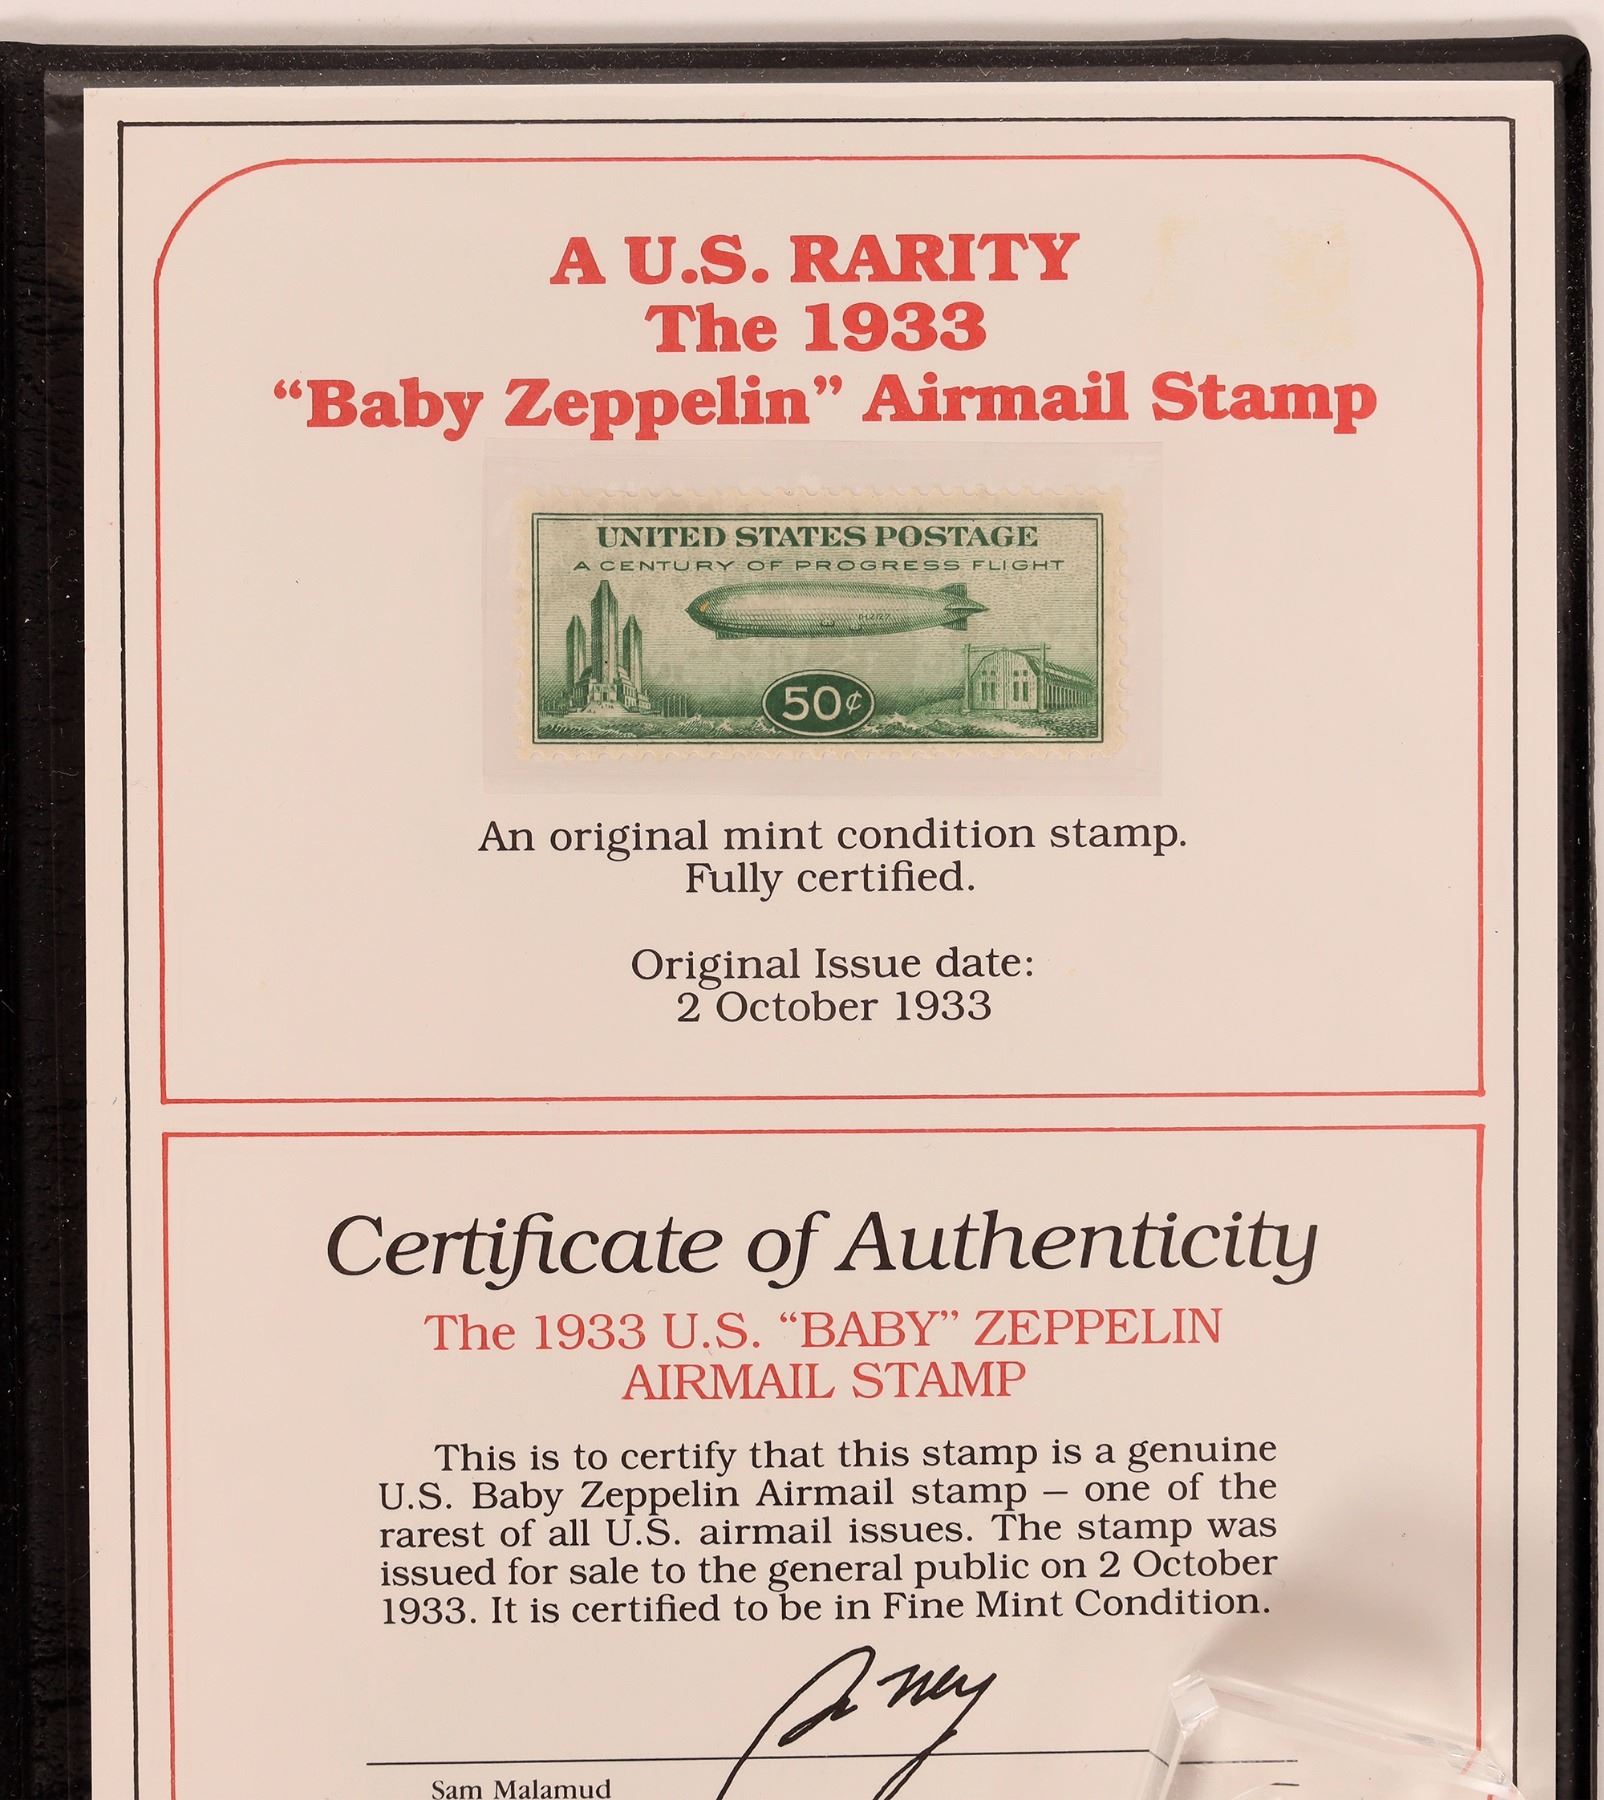 A U.S. RARITY
The 1933
“Baby Zeppelin” Airmail Stamp
UNITED STATES POSTAGE
A CENTURY OF PROGRESS FLIGHT
50¢
An original mint condition stamp.
Fully certified.
Original Issue date:
2 October 1933
Certificate of Authenticity
The 1933 U.S. “BABY” ZEPPELIN
AIRMAIL STAMP
This is to certify that this stamp is a genuine
U.S. Baby Zeppelin Airmail stamp – one of the
rarest of all U.S. airmail issues. The stamp was
issued for sale to the general public on 2 October
1933. It is certified to be in Fine Mint Condition.
Sam Malamud